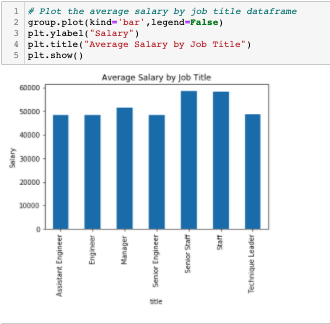 1 # Plot the average salary by job title dataframe
2 group.plot(kind='bar',legend=False)
3 plt.ylabel("Salary")
4 plt.title("Average Salary by Job Title")
5 plt.show()
Average Salary by Job Title
60000
50000
40000
30000
20000
10000
0
Salary
Assistant Engineer
Engineer
Manager
Senior Engineer
Senior Staff
Staff
Technique Leader
title